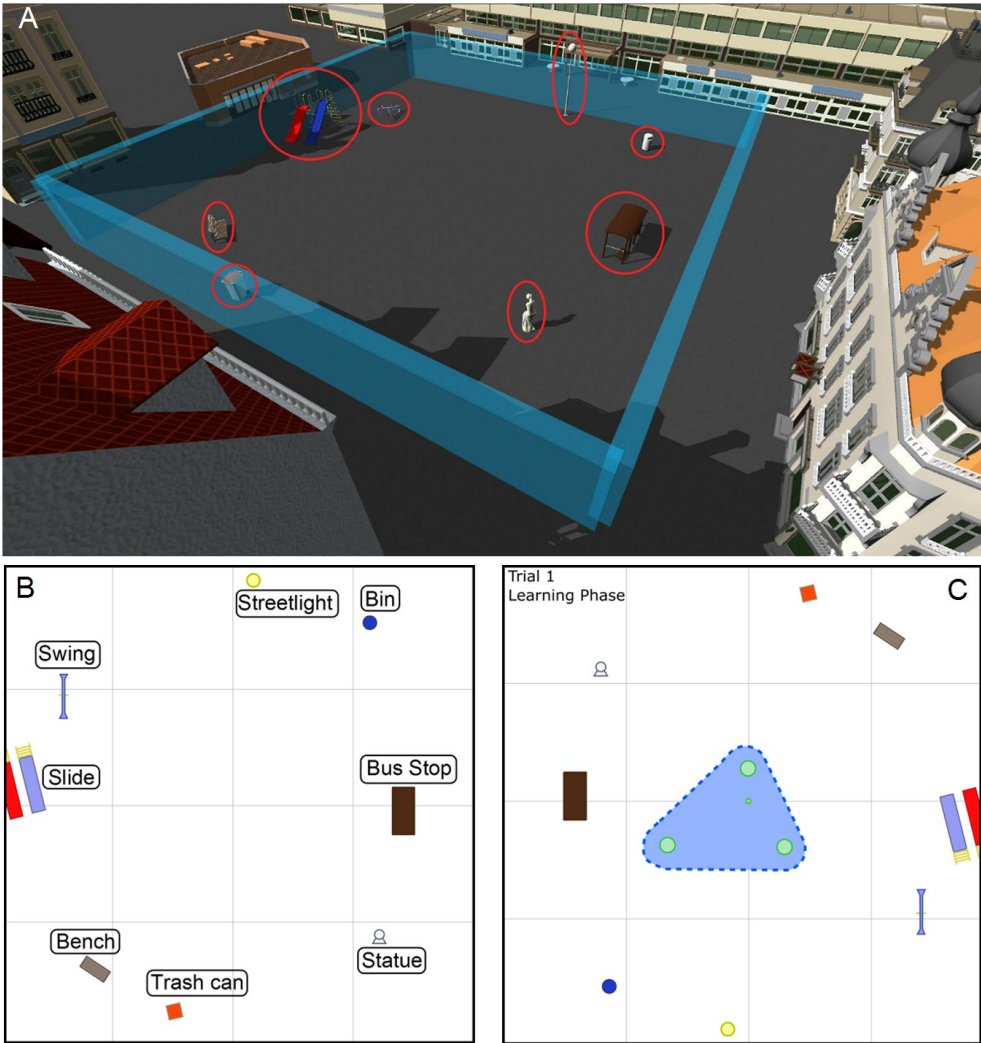 A
B
Streetlight
Bin
Swing
Slide
Bus Stop
Bench
Trash can
Statue
Trial 1
Learning Phase
C